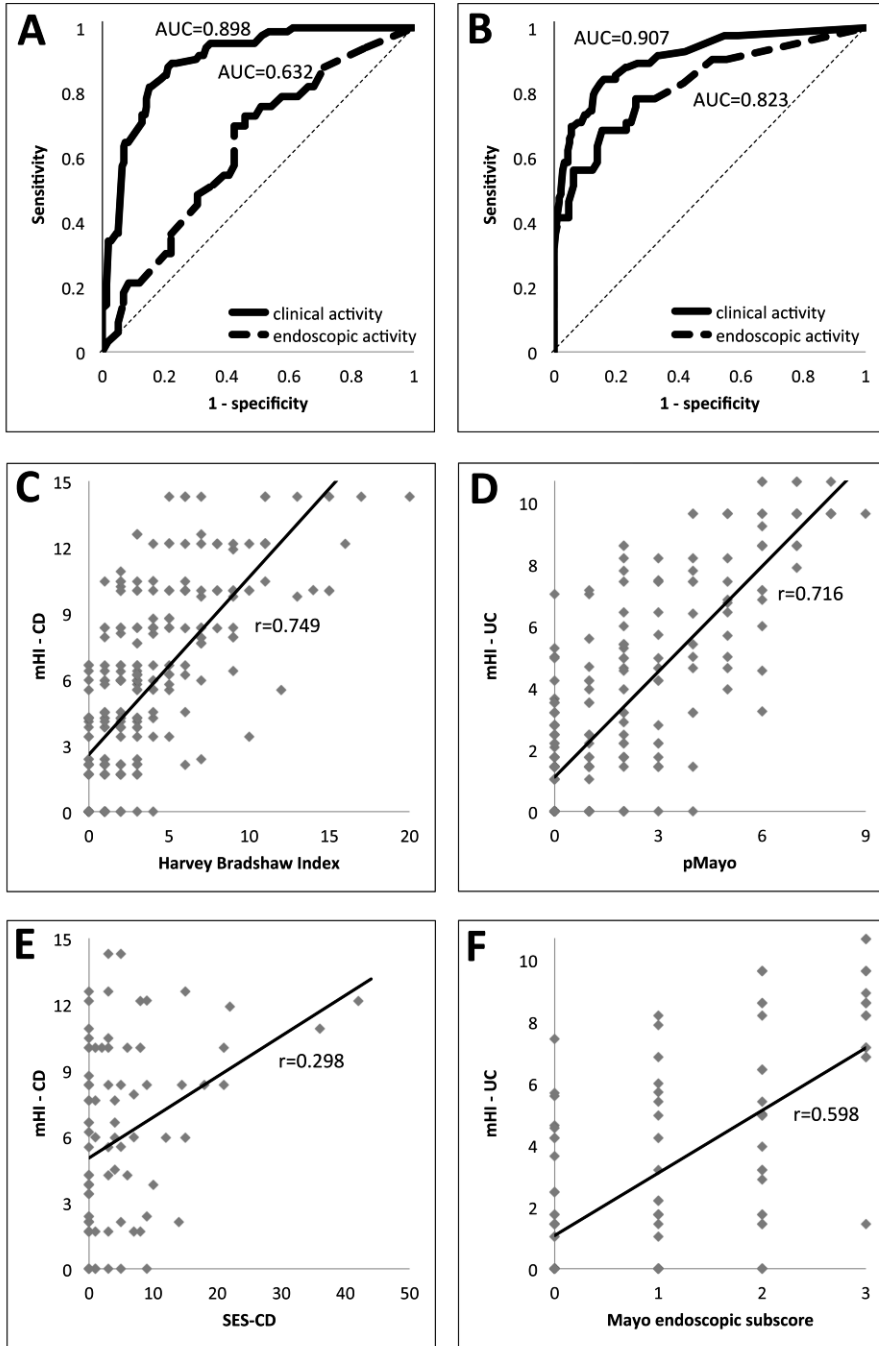 A
AUC=0.898
AUC=0.632
1
0.8
0.6
0.4
0.2
0
Sensitivity
clinical activity
endoscopic activity
0 0.2 0.4 0.6 0.8 1
1 - specificity
B
AUC=0.907
AUC=0.823
1
0.8
0.6
0.4
0.2
0
Sensitivity
clinical activity
endoscopic activity
0 0.2 0.4 0.6 0.8 1
1 - specificity
C
15
12
9
6
3
0
mHI - CD
r=0.749
0 5 10 15 20
Harvey Bradshaw Index
D
10
8
6
4
2
0
mHI - UC
r=0.716
0 3 6 9
pMayo
E
15
12
9
6
3
0
mHI - CD
r=0.298
0 10 20 30 40 50
SES-CD
F
10
8
6
4
2
0
mHI - UC
r=0.598
0 1 2 3
Mayo endoscopic subscore